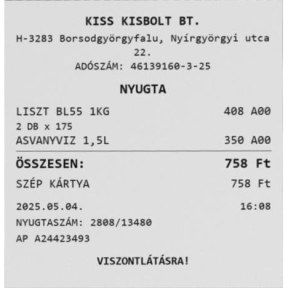 KISS KISBOLT BT.
H-3283 Borsodgyörgyfalu, Nyírgyörgyi utca
22.
ADÓSZÁM: 46139160-3-25
NYUGTA
LISZT BL55 1KG 408 A00
2 DB x 175
ASVANYVIZ 1,5L 350 A00
ÖSSZESEN: 758 Ft
SZÉP KÁRTYA 758 Ft
2025.05.04. 16:08
NYUGTASZÁM: 2808/13480
AP A24423493
VISZONTLÁTÁSRA!